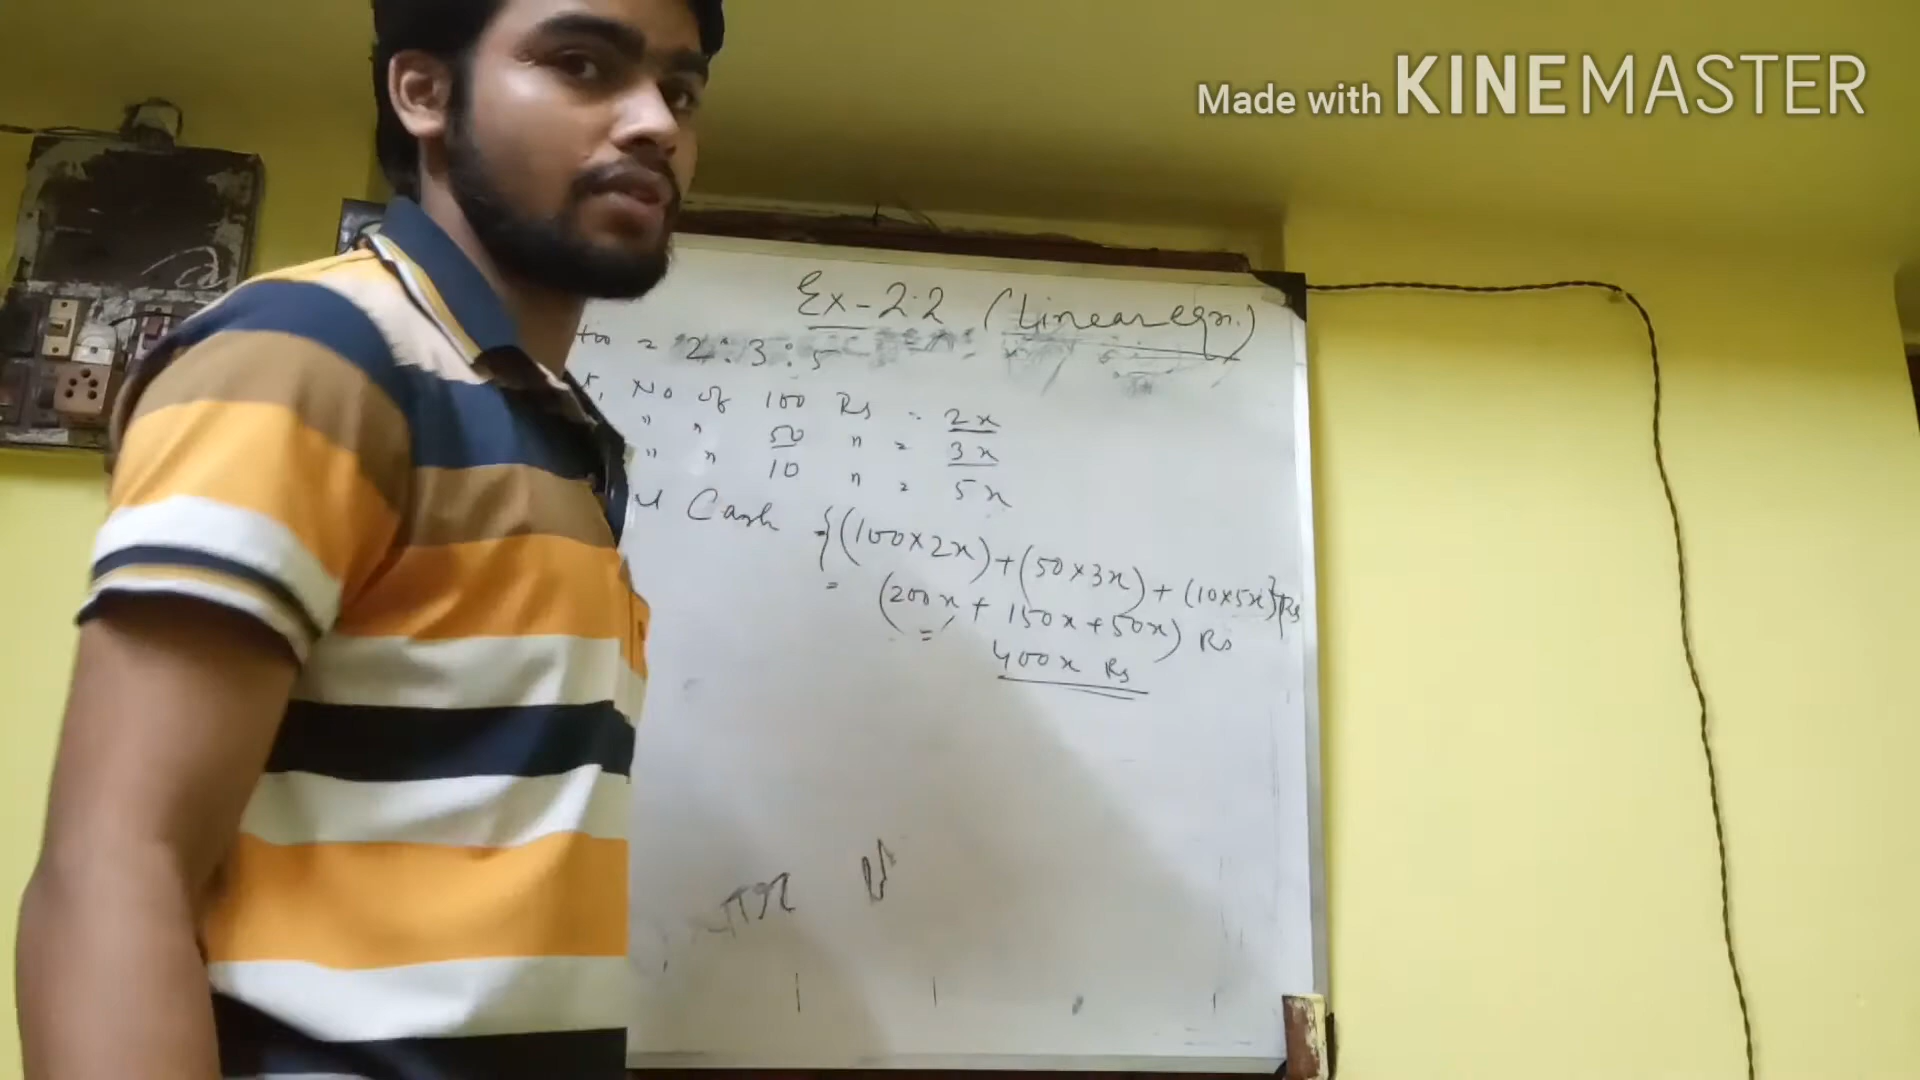 Made with KINEMASTER
Ex-2.2 (Linear eqn.)
= 2:3:5
No of 100 Rs = 2x
" " 50 " = 3x
" " 10 " = 5x
Cash = {(100×2x)+(50×3x)+(10×5x)} Rs
= (200x + 150x + 50x) Rs
= 400x Rs